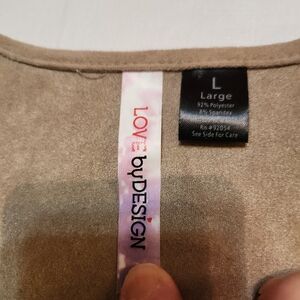 LOVE byDESIGN
L
Large
92% Polyester
8% Spandex
Rn #92054
See Side For Care